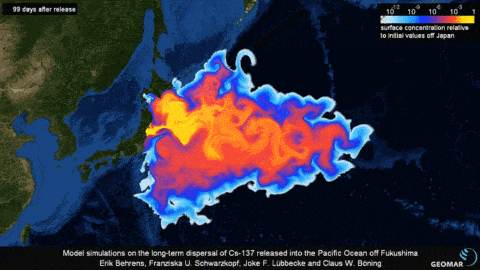 99 days after release
10⁻¹² 10⁻⁹ 10⁻⁶ 10⁻³ 1
surface concentration relative
to initial values off Japan
Model simulations on the long-term dispersal of Cs-137 released into the Pacific Ocean off Fukushima
Erik Behrens, Franziska U. Schwarzkopf, Joke F. Lübbecke and Claus W. Böning
GEOMAR